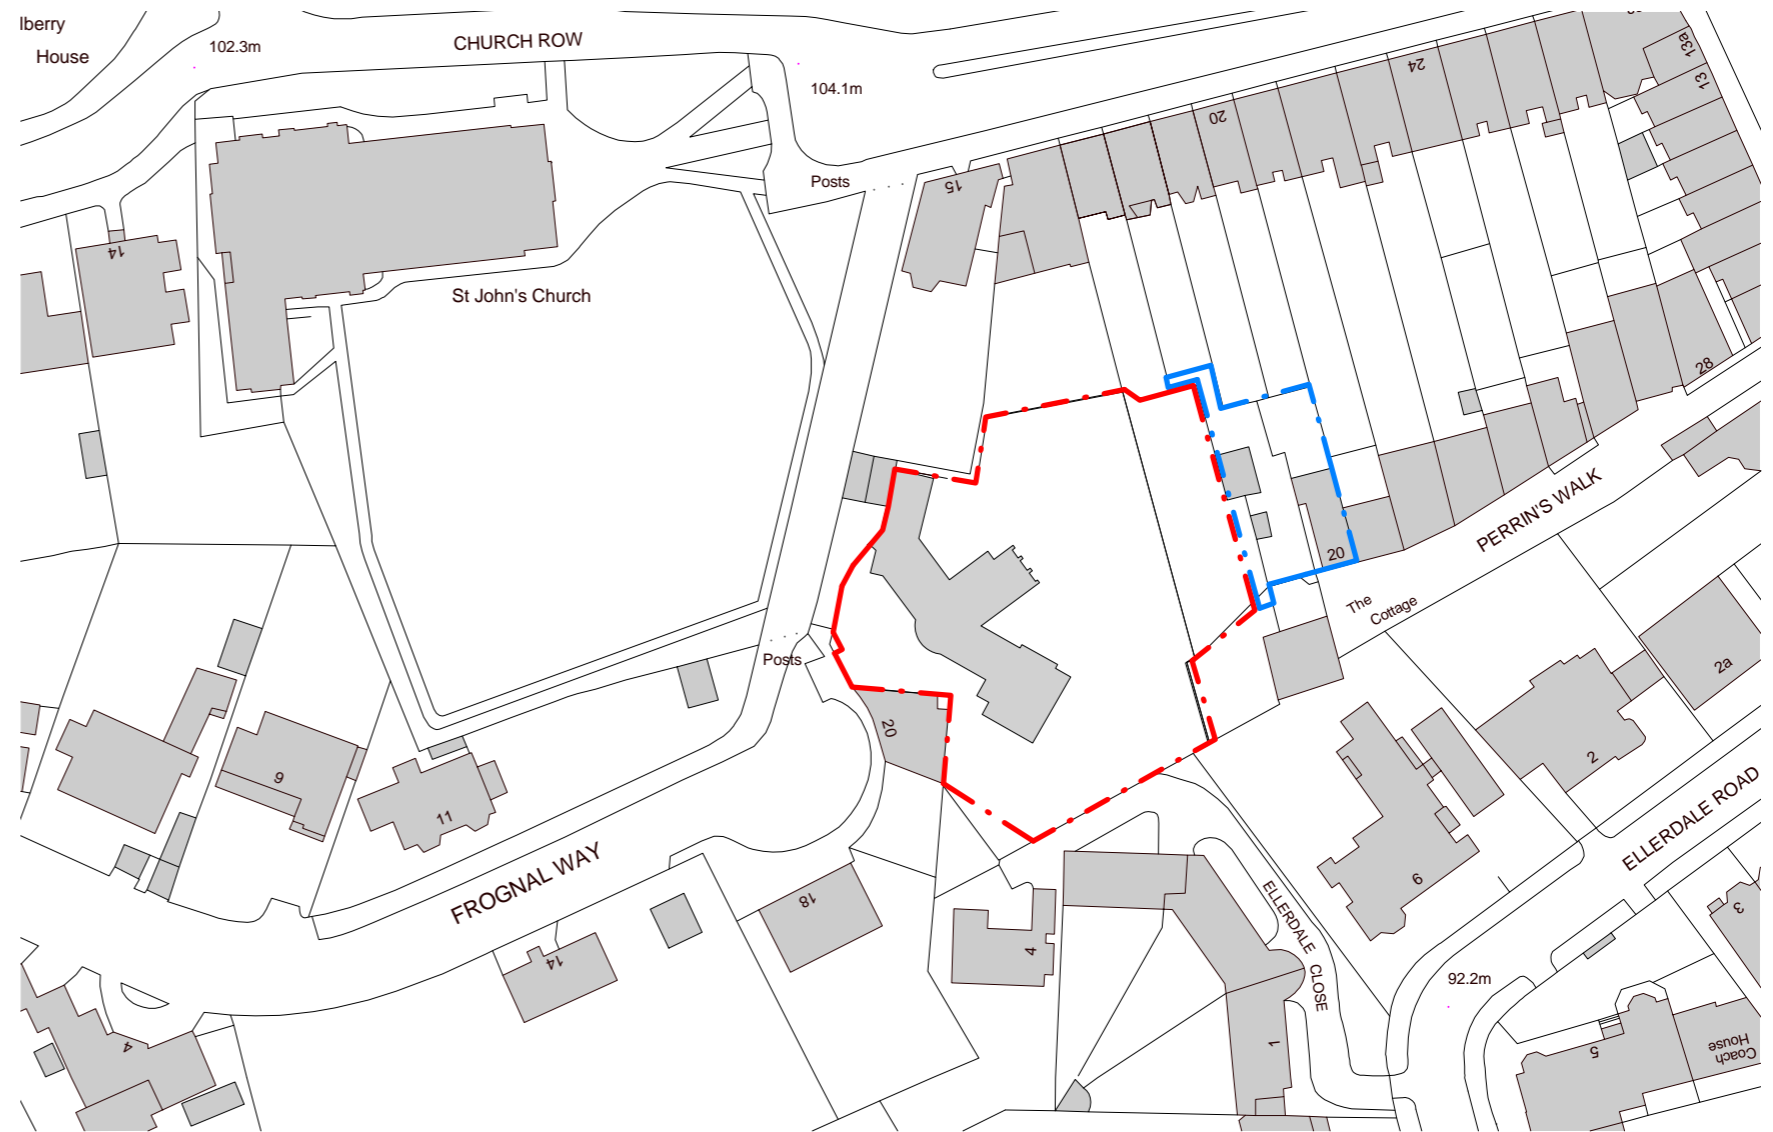 lberry
House
102.3m
CHURCH ROW
104.1m
24
13a
13
20
Posts
15
14
St John's Church
28
PERRIN'S WALK
20
The
Cottage
Posts
2a
20
2
9
11
ELLERDALE ROAD
FROGNAL WAY
18
6
3
ELLERDALE
CLOSE
4
14
92.2m
4
1
5
Coach
House